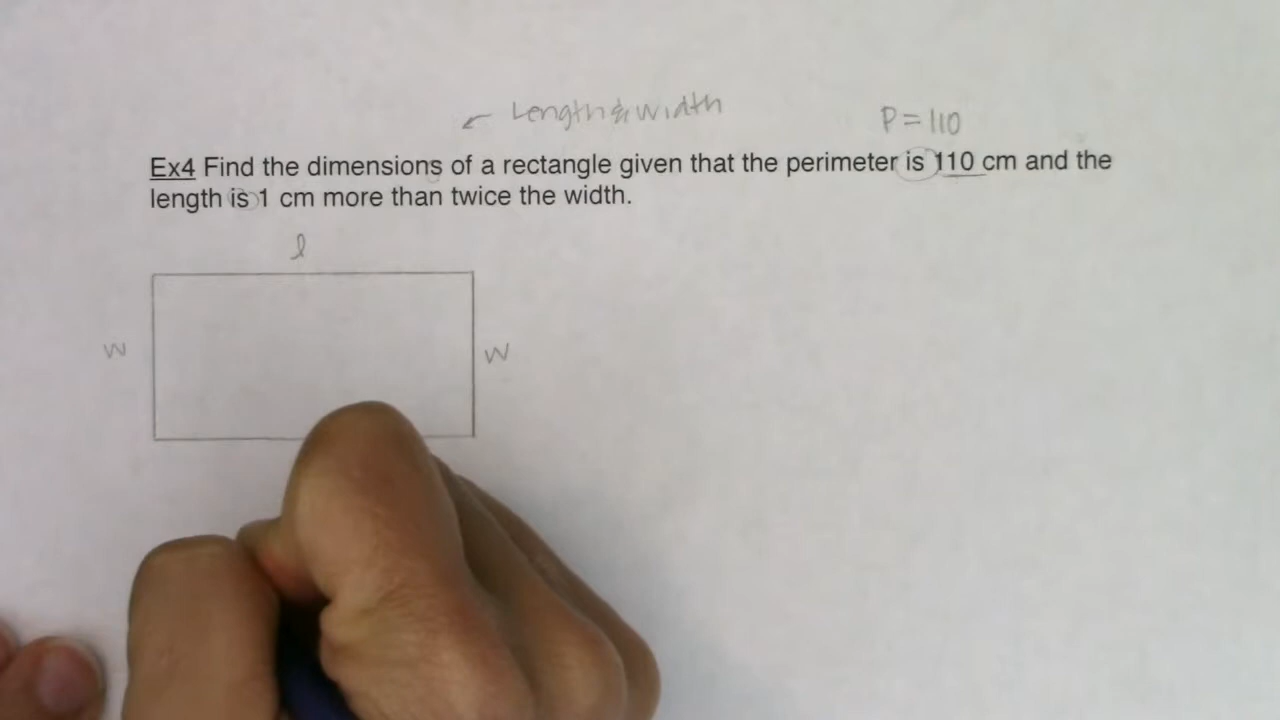 ← Length & width
P = 110
Ex4 Find the dimensions of a rectangle given that the perimeter is 110 cm and the
length is 1 cm more than twice the width.
l
w w